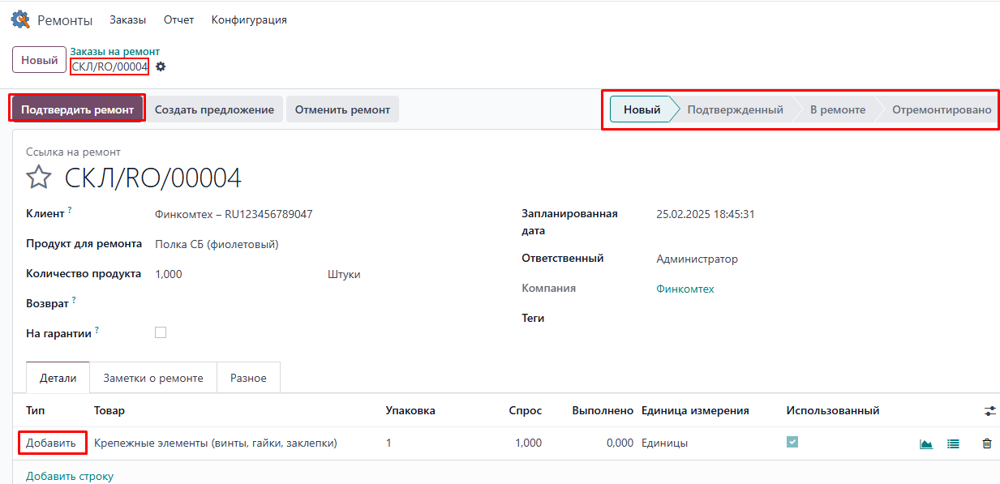 Ремонты Заказы Отчет Конфигурация
Новый Заказы на ремонт
СКЛ/RO/00004
Подтвердить ремонт Создать предложение Отменить ремонт Новый Подтвержденный В ремонте Отремонтировано
Ссылка на ремонт
СКЛ/RO/00004
Клиент ? Финкомтех – RU123456789047
Продукт для ремонта Полка СБ (фиолетовый)
Количество продукта 1,000 Штуки
Возврат ?
На гарантии ?
Запланированная дата 25.02.2025 18:45:31
Ответственный Администратор
Компания Финкомтех
Теги
Детали Заметки о ремонте Разное
Тип Товар Упаковка Спрос Выполнено Единица измерения Использованный
Добавить Крепежные элементы (винты, гайки, заклепки) 1 1,000 0,000 Единицы
Добавить строку